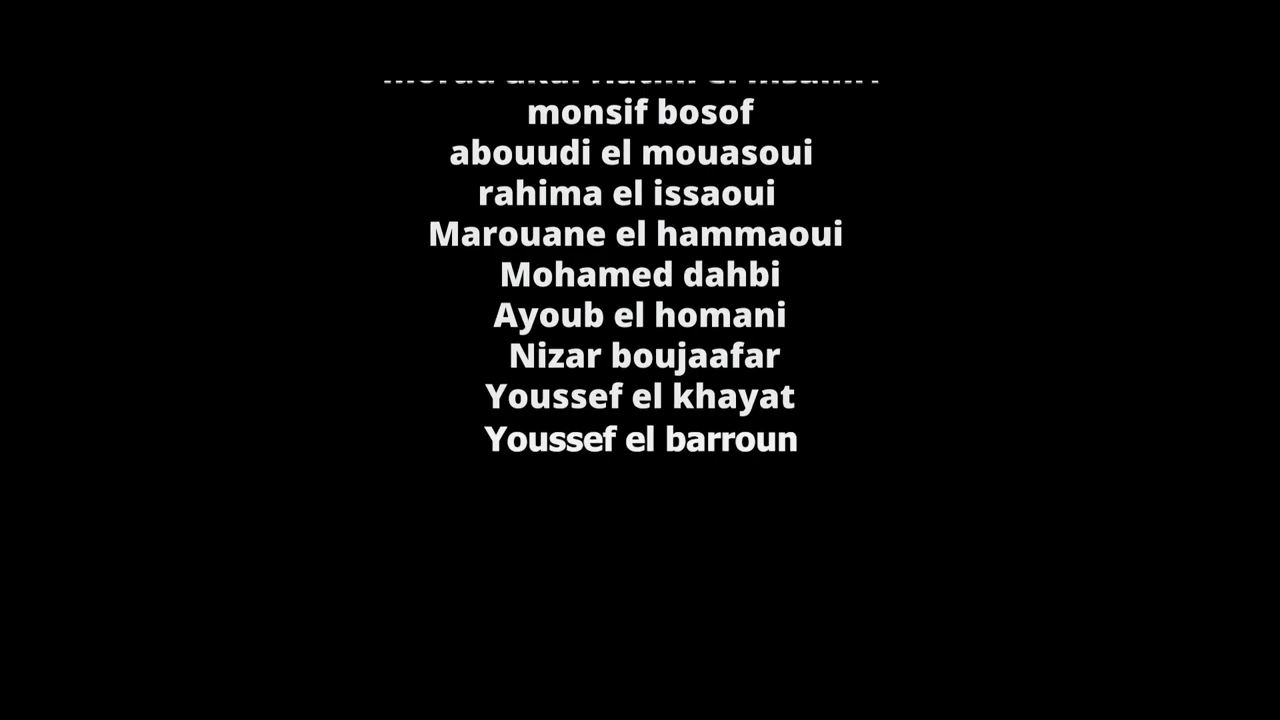 monsif bosof
abouudi el mouasoui
rahima el issaoui
Marouane el hammaoui
Mohamed dahbi
Ayoub el homani
Nizar boujaafar
Youssef el khayat
Youssef el barroun